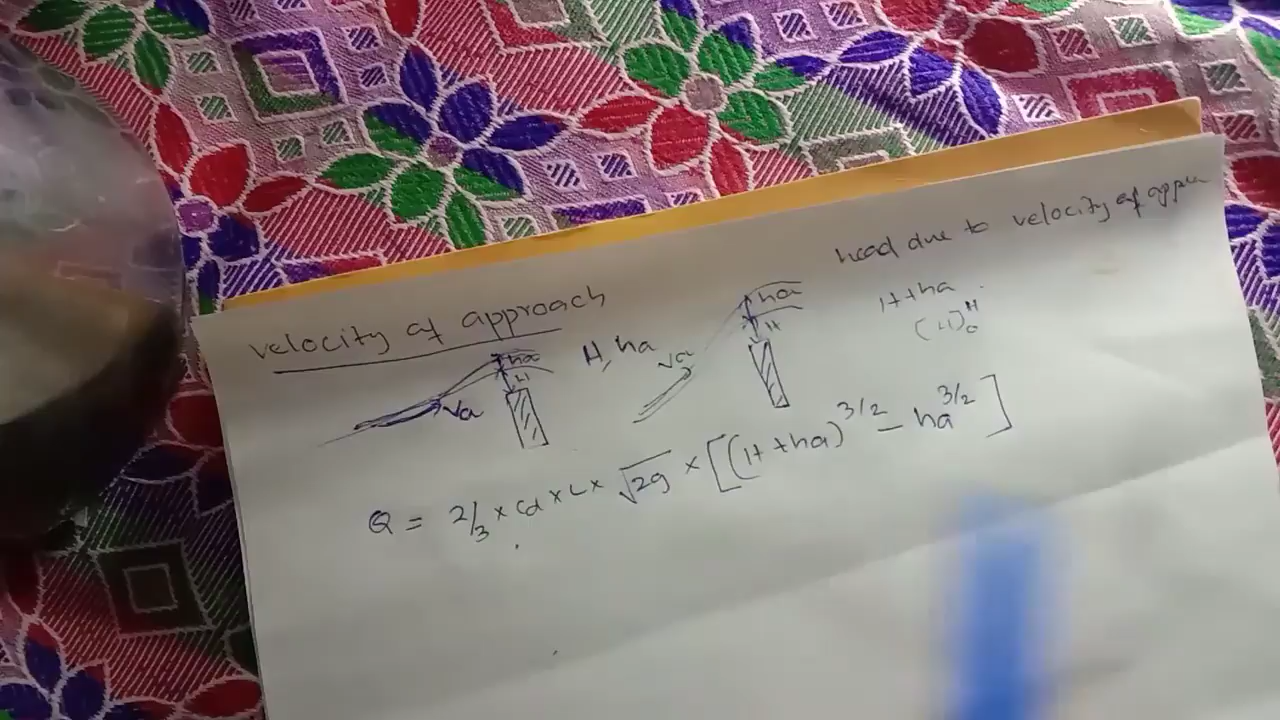 head due to velocity of appr
velocity of approach
ha
H
va
H, ha
ha
H
va
H+ha
( H)₀ᴴ
Q = 2/3 × Cd × L × √2g × [(H + ha)^3/2 − ha^3/2]